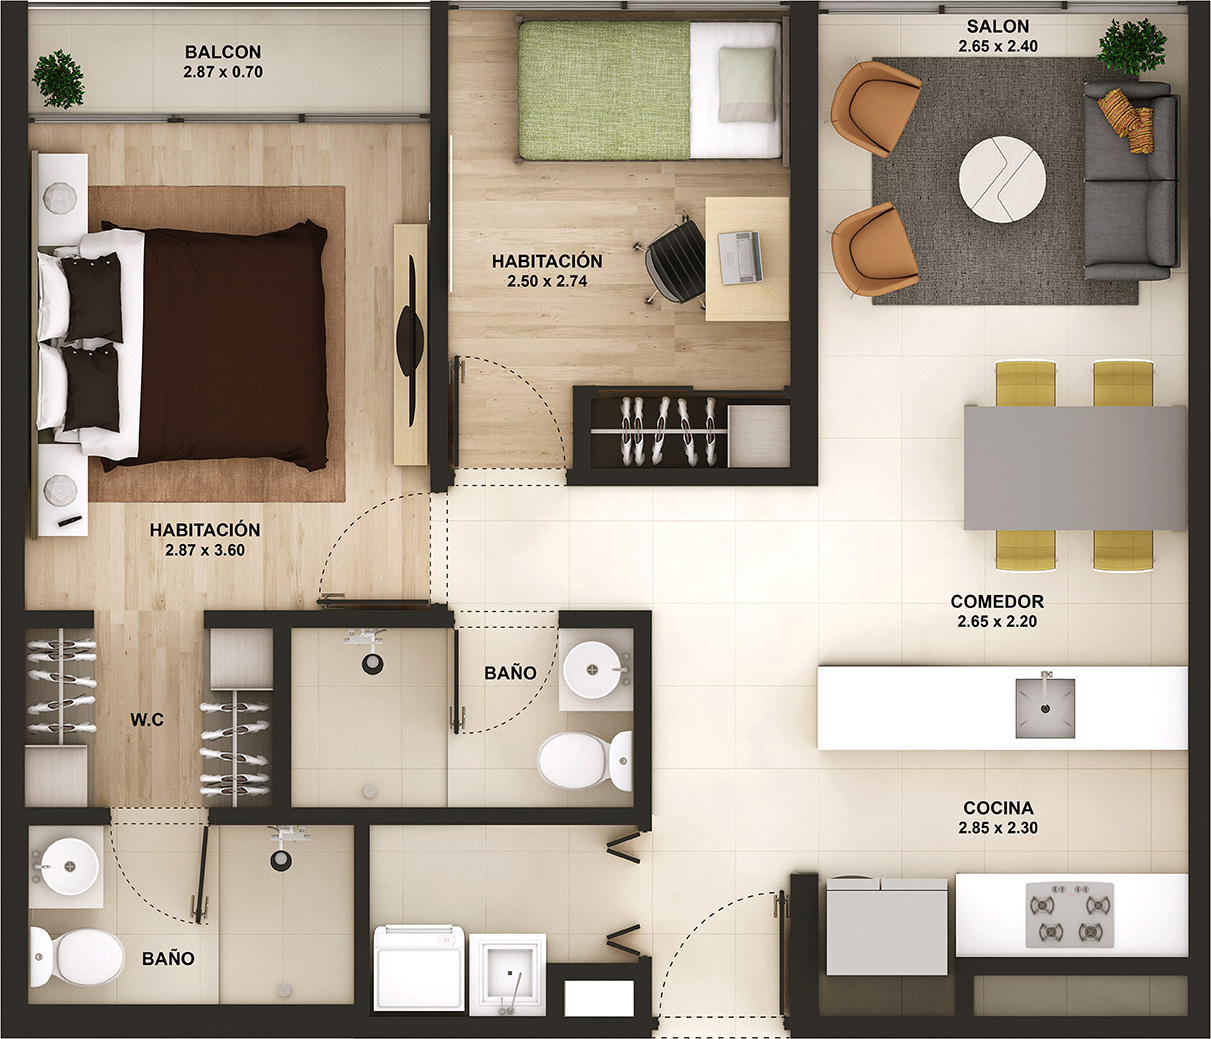 BALCON
2.87 x 0.70
SALON
2.65 x 2.40
HABITACIÓN
2.50 x 2.74
HABITACIÓN
2.87 x 3.60
COMEDOR
2.65 x 2.20
BAÑO
W.C
COCINA
2.85 x 2.30
BAÑO